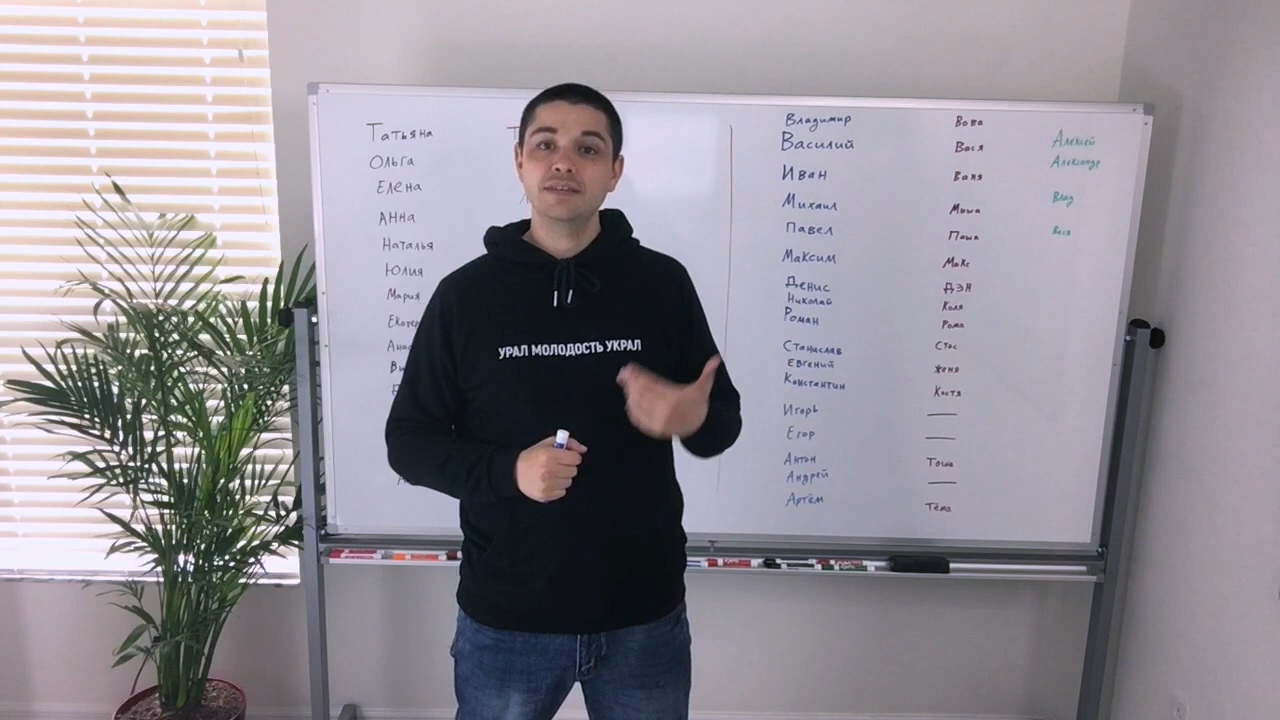 Татьяна
Ольга
Елена
Анна
Наталья
Юлия
Мария
УРАЛ МОЛОДОСТЬ УКРАЛ
Владимир Вова
Василий Вася
Иван Ваня
Михаил Миша
Павел Паша
Максим Макс
Денис Дэн
Николай Коля
Роман Рома
Станислав Стас
Евгений Женя
Константин Костя
Игорь —
Егор —
Антон Тоша
Андрей —
Артём Тёма
Алексей
Александр
Влад
Вася